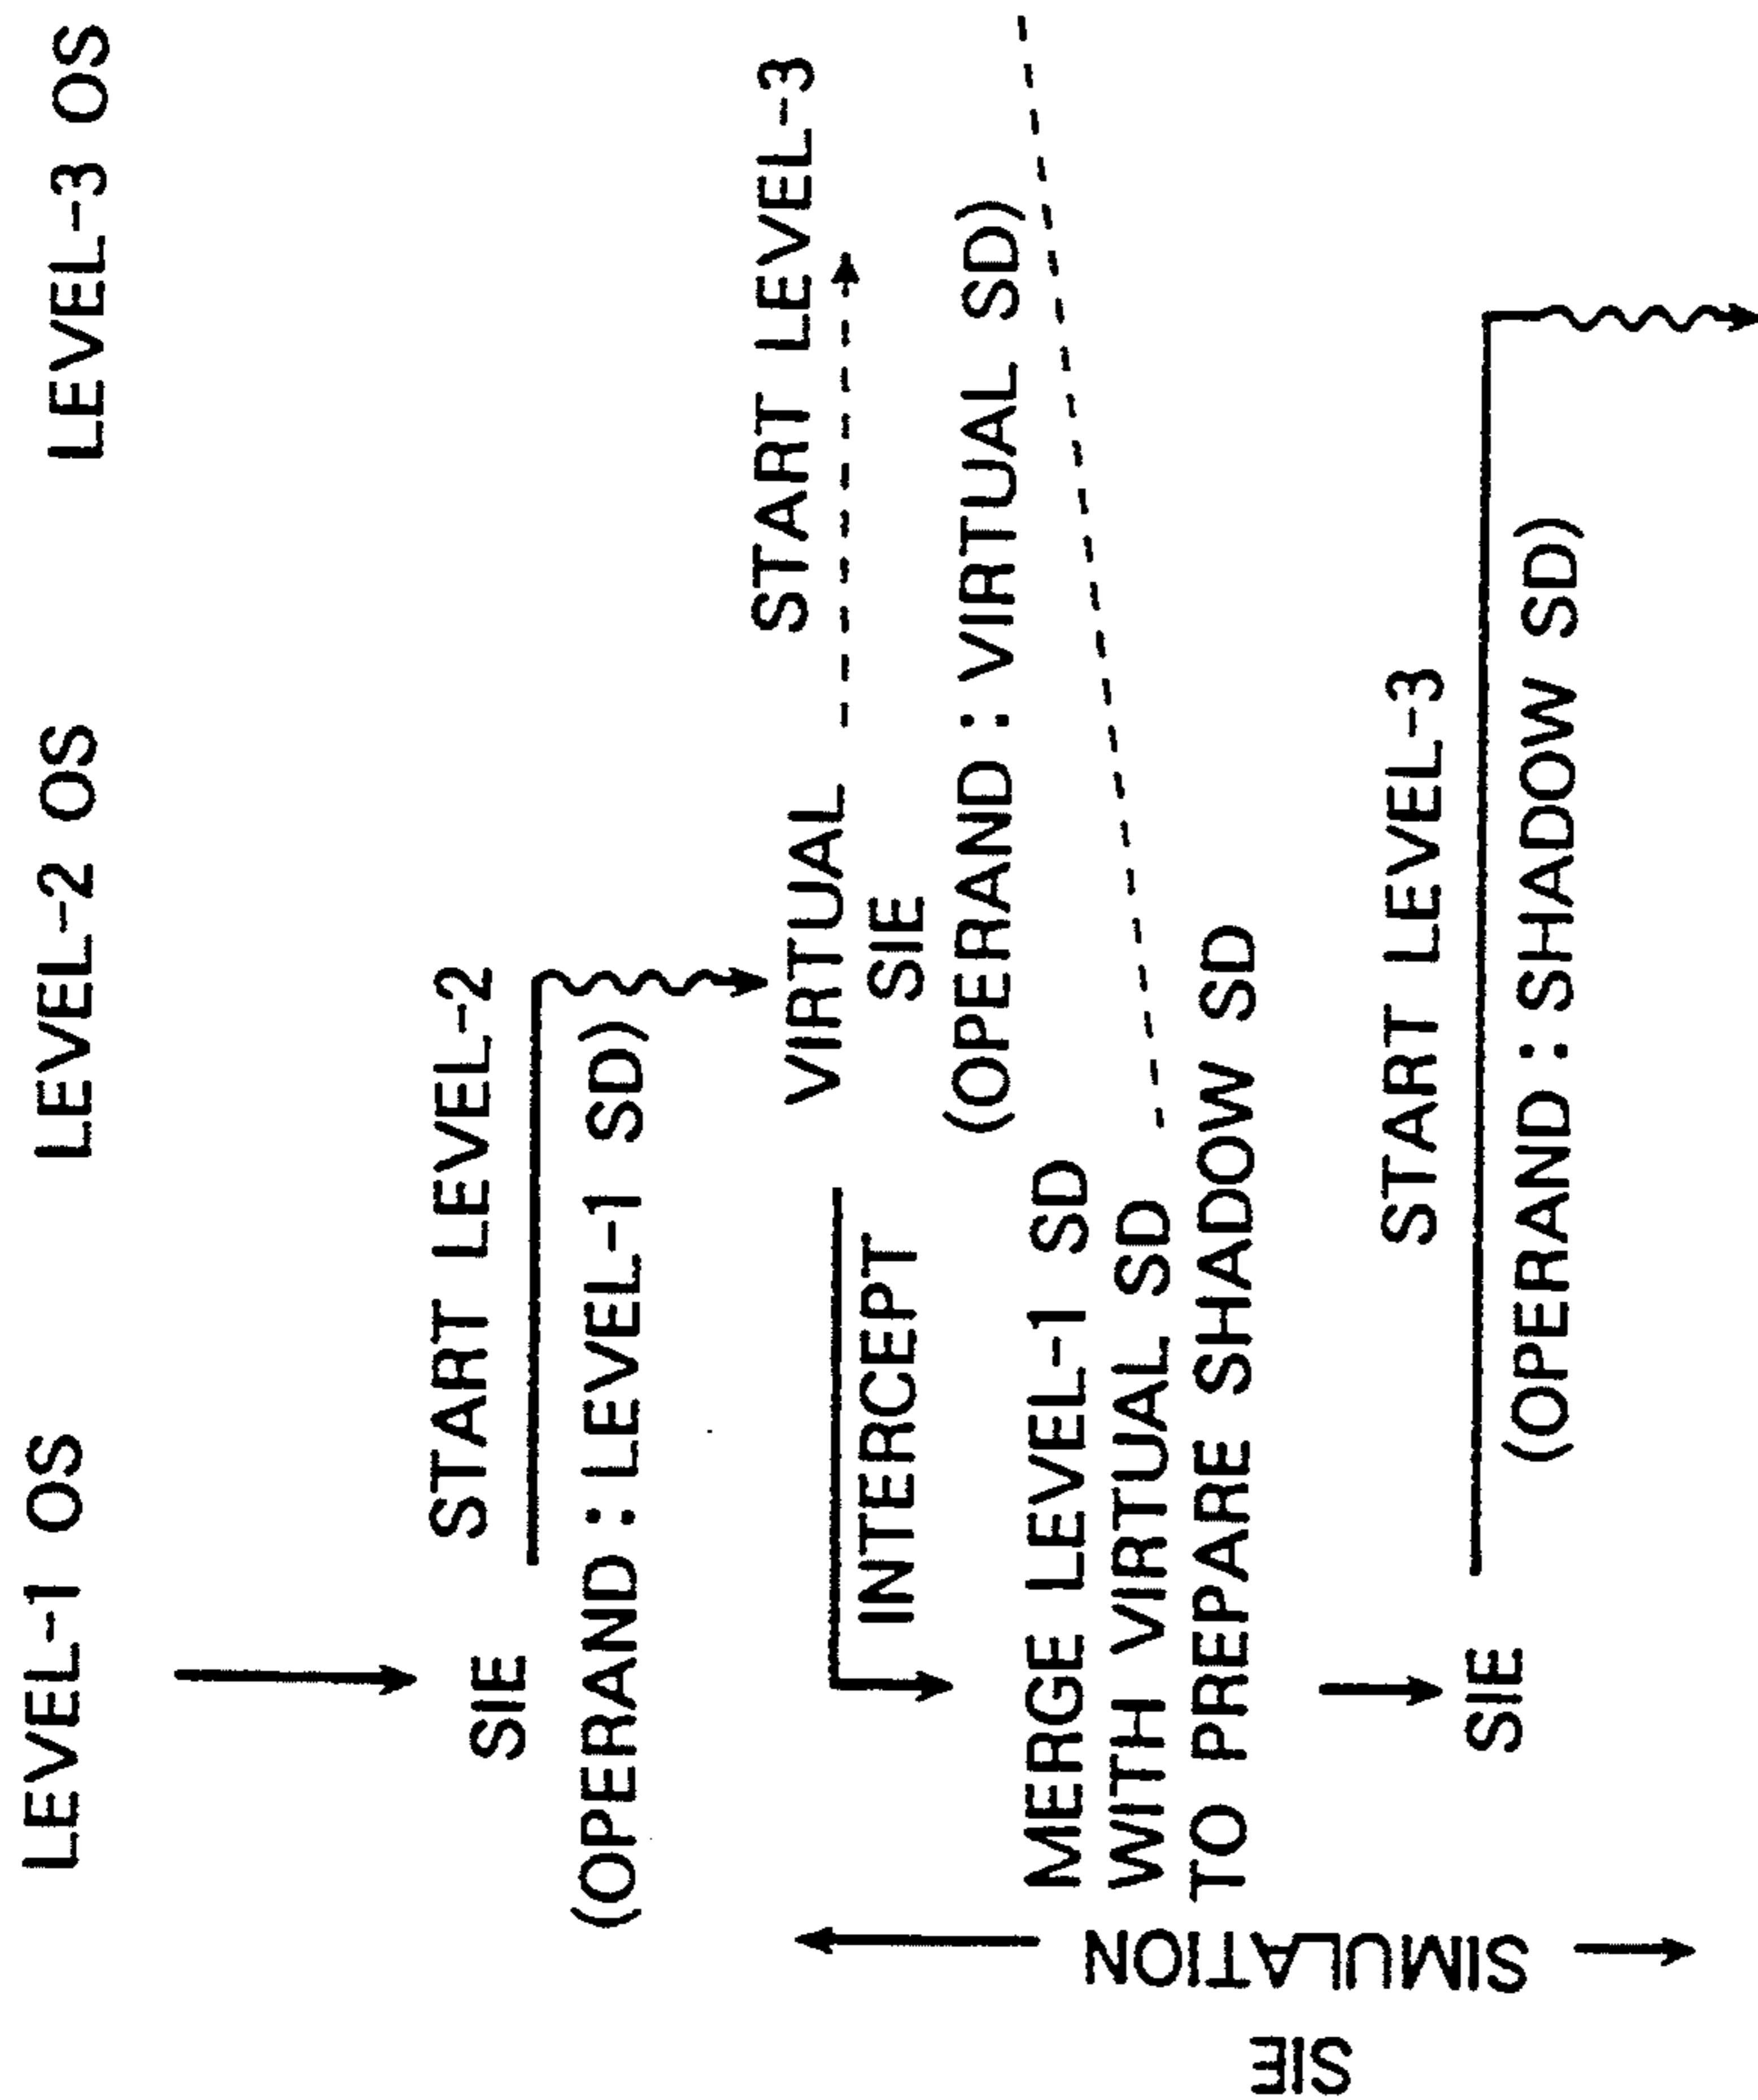 LEVEL-1 OS
LEVEL-2 OS
LEVEL-3 OS
START LEVEL-2
SIE
(OPERAND : LEVEL-1 SD)
START LEVEL-3
VIRTUAL
SIE
(OPERAND : VIRTUAL SD)
INTERCEPT
MERGE LEVEL-1 SD
WITH VIRTUAL SD
TO PREPARE SHADOW SD
SIE
SIMULATION
START LEVEL-3
SIE
(OPERAND : SHADOW SD)